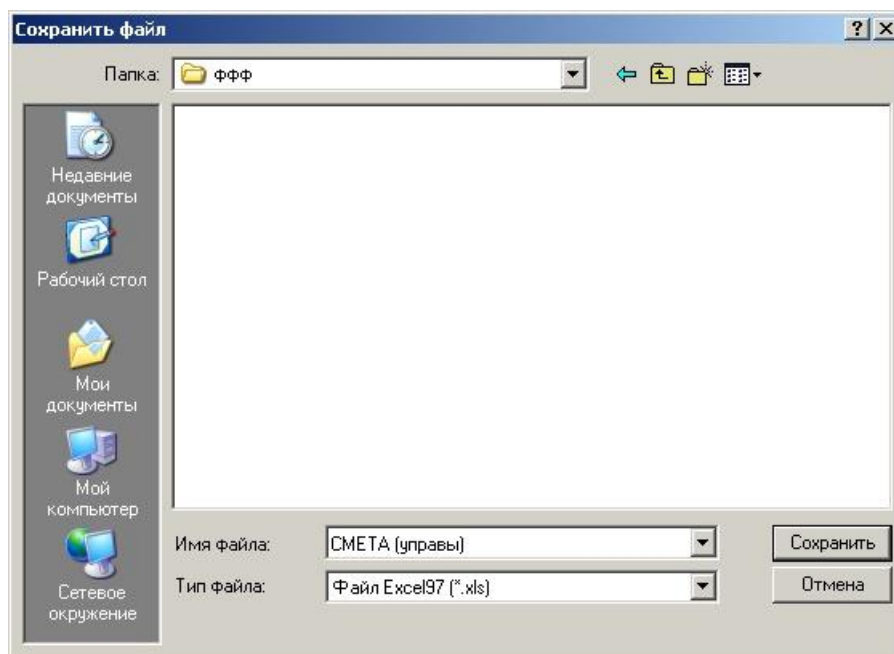 Сохранить файл
Папка:
ффф
Недавние
документы
Рабочий стол
Мои
документы
Мой
компьютер
Сетевое
окружение
Имя файла:
СМЕТА (управы)
Сохранить
Тип файла:
Файл Excel97 (*.xls)
Отмена